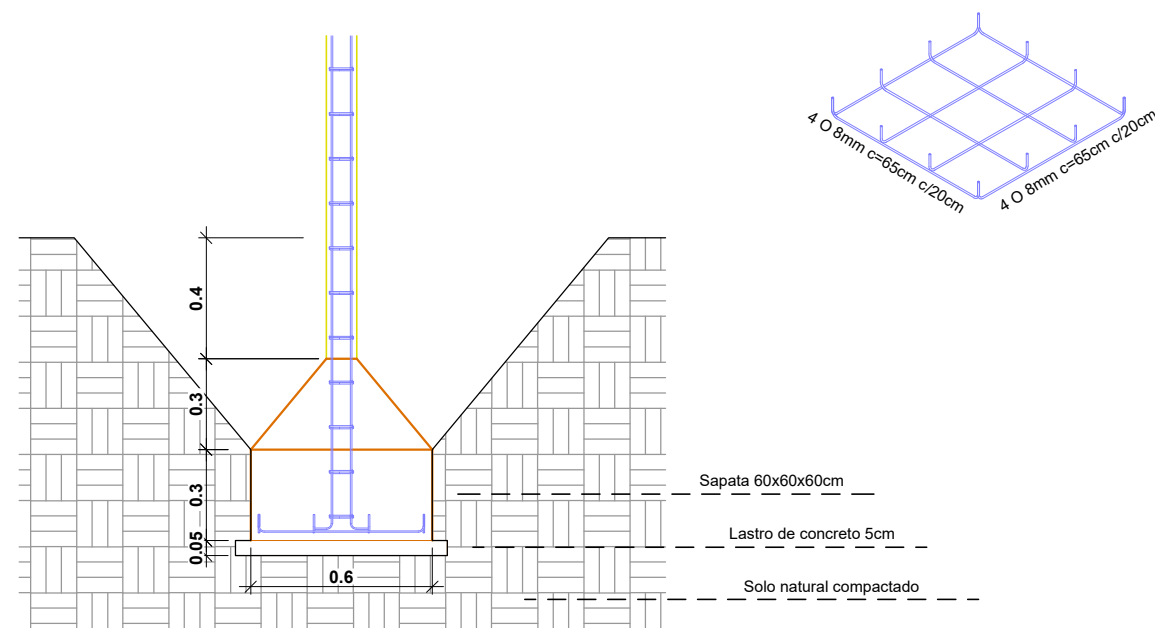 4 O 8mm c=65cm c/20cm
4 O 8mm c=65cm c/20cm
0.4
0.3
0.3
0.05
0.6
Sapata 60x60x60cm
Lastro de concreto 5cm
Solo natural compactado